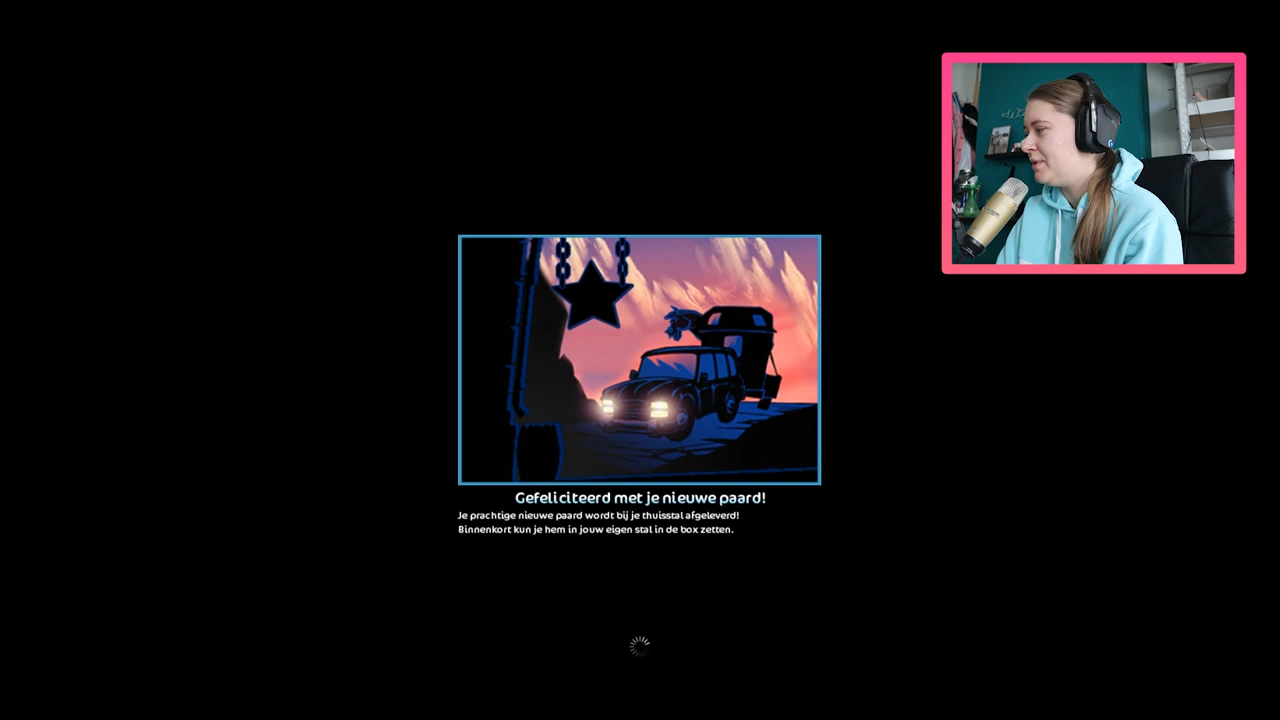 Gefeliciteerd met je nieuwe paard!
Je prachtige nieuwe paard wordt bij je thuisstal afgeleverd!
Binnenkort kun je hem in jouw eigen stal in de box zetten.